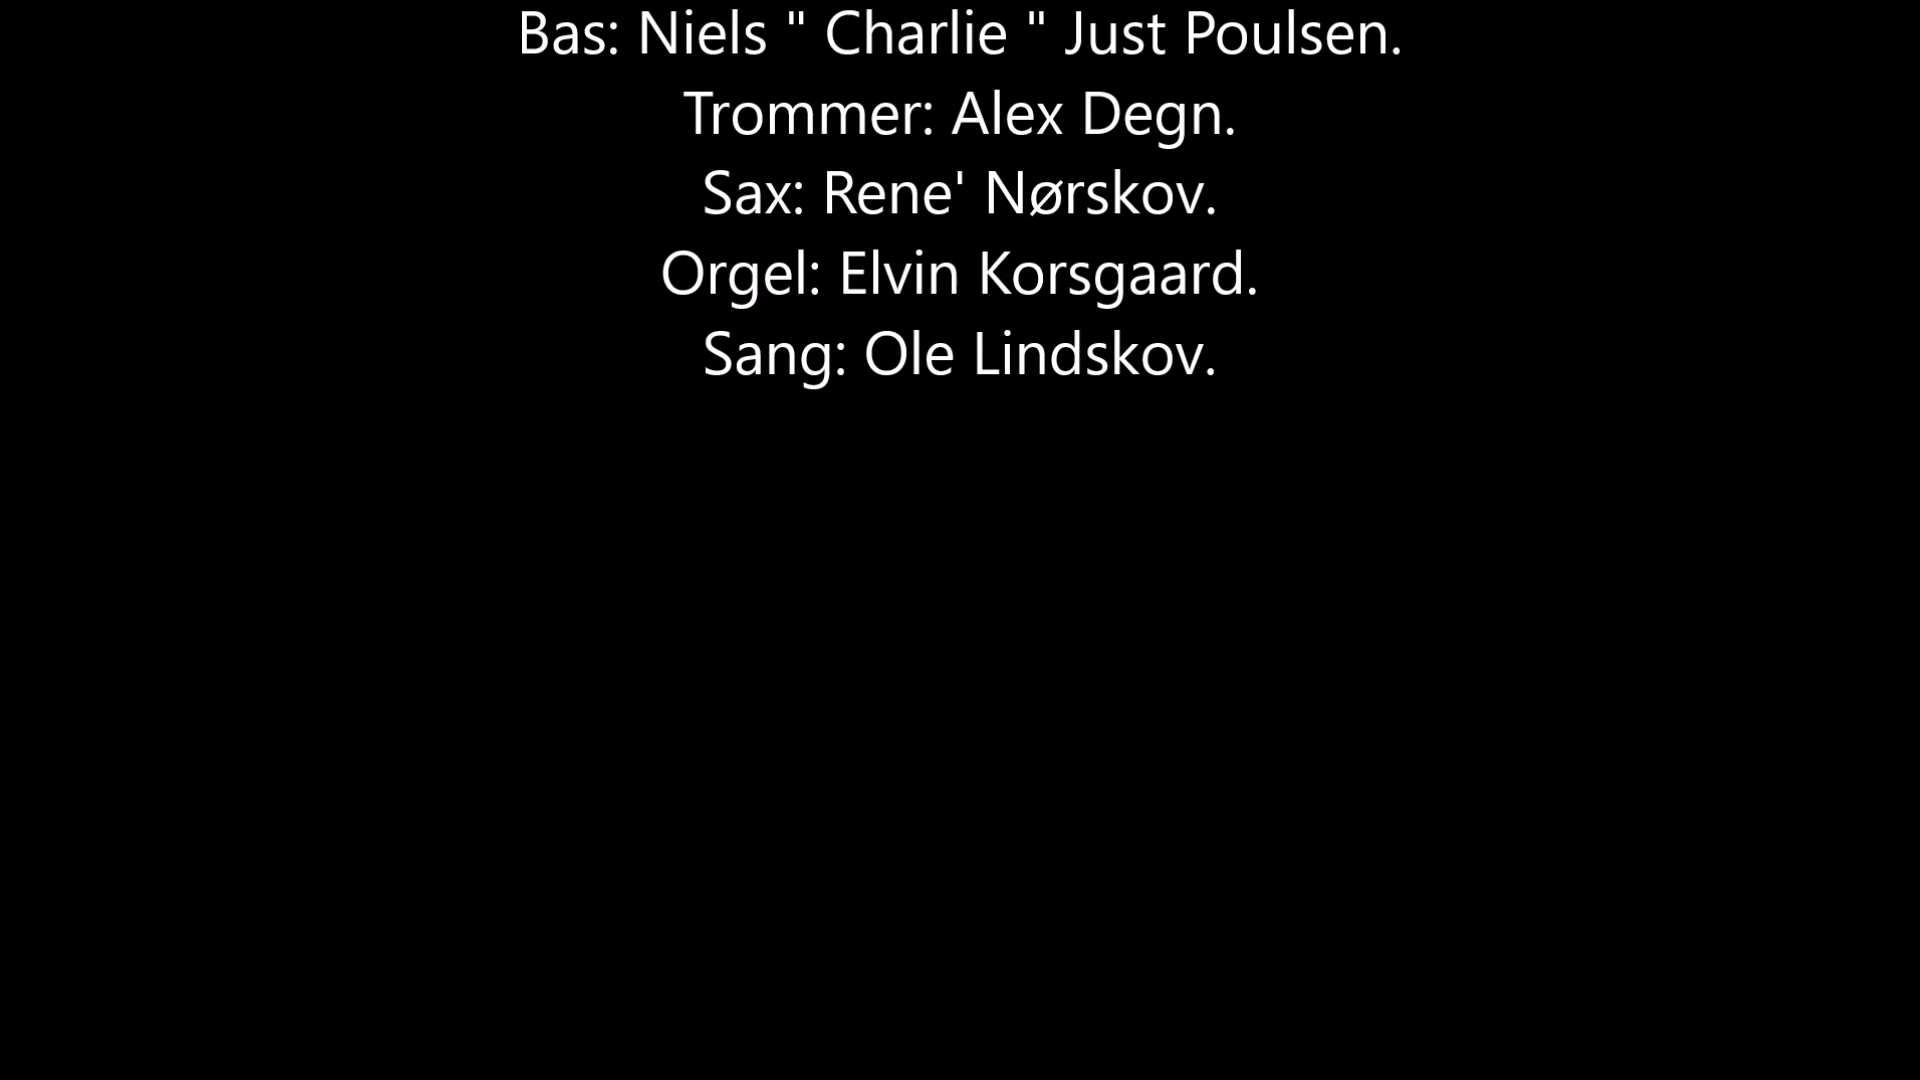 Bas: Niels " Charlie " Just Poulsen.
Trommer: Alex Degn.
Sax: Rene' Nørskov.
Orgel: Elvin Korsgaard.
Sang: Ole Lindskov.